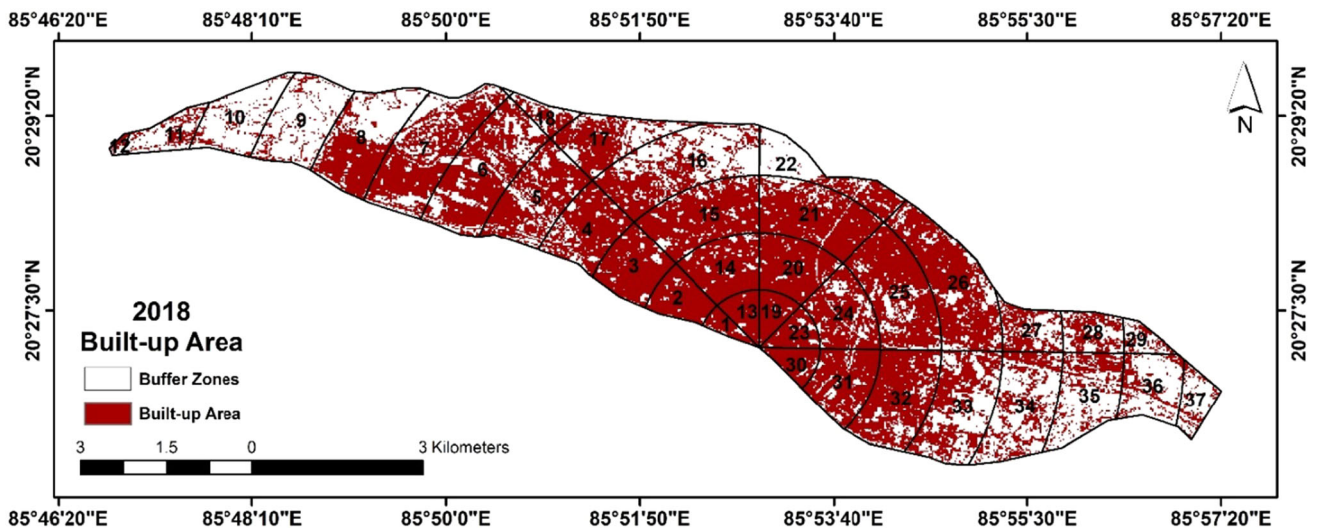 85°46'20"E 85°48'10"E 85°50'00"E 85°51'50"E 85°53'40"E 85°55'30"E 85°57'20"E
20°29'20"N
20°27'30"N
20°29'20"N
20°27'30"N
N
12 11 10 9 8 7 6 5 4 3 2 1
18 17 16 15 14 13
22 21 20 19
26 25 24 23
27 28 29
30 31 32 33 34 35 36 37
2018
Built-up Area
Buffer Zones
Built-up Area
3 1.5 0 3 Kilometers
85°46'20"E 85°48'10"E 85°50'00"E 85°51'50"E 85°53'40"E 85°55'30"E 85°57'20"E